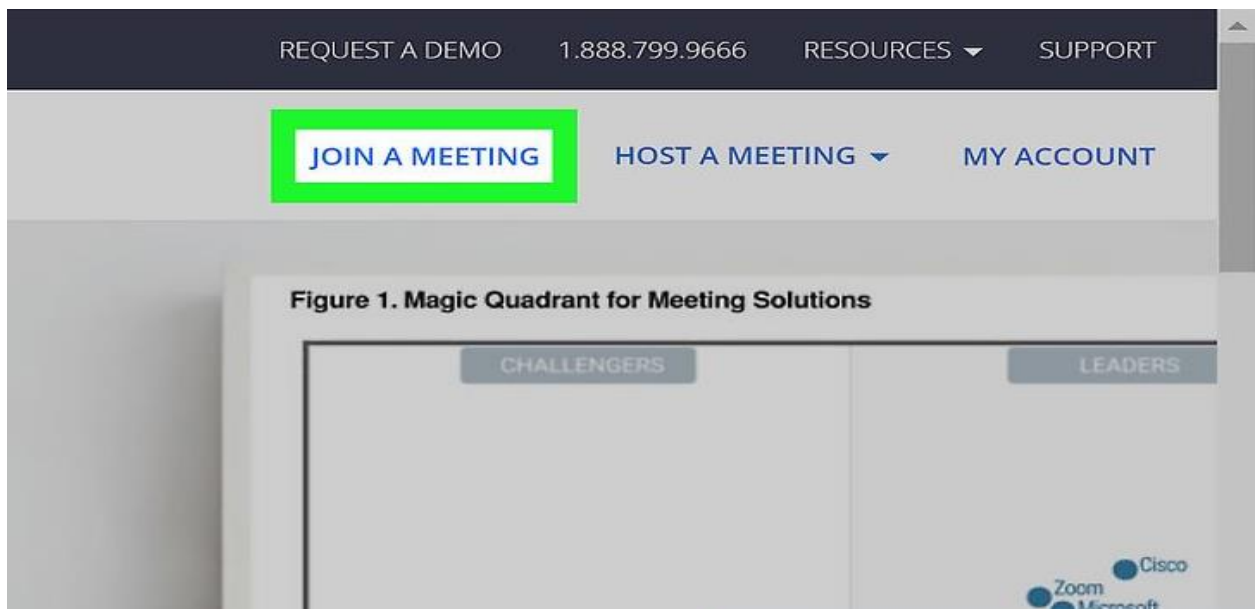 REQUEST A DEMO 1.888.799.9666 RESOURCES SUPPORT
JOIN A MEETING HOST A MEETING MY ACCOUNT
Figure 1. Magic Quadrant for Meeting Solutions
CHALLENGERS LEADERS
Cisco
Zoom
Microsoft